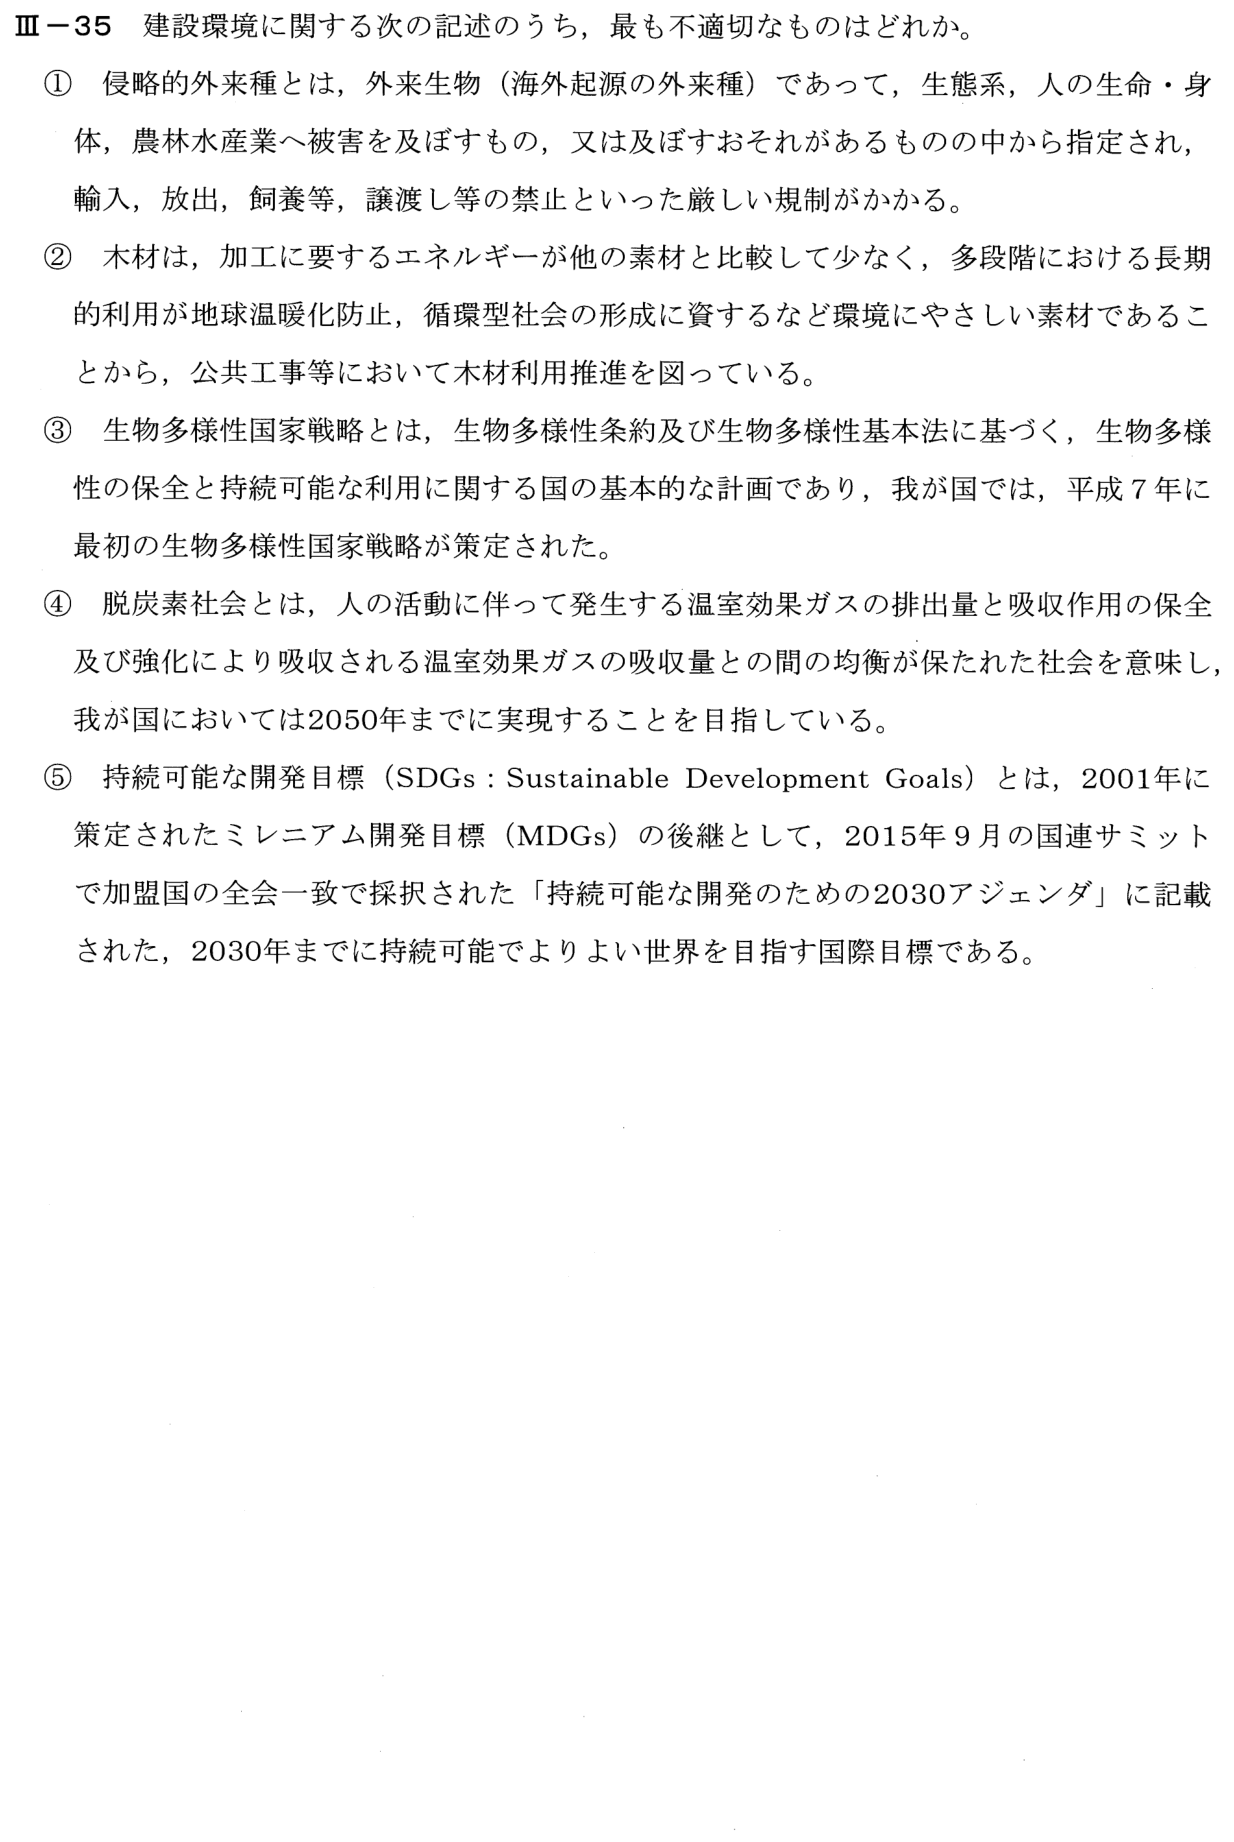 Ⅲ－35　建設環境に関する次の記述のうち，最も不適切なものはどれか。
①　侵略的外来種とは，外来生物（海外起源の外来種）であって，生態系，人の生命・身
体，農林水産業へ被害を及ぼすもの，又は及ぼすおそれがあるものの中から指定され，
輸入，放出，飼養等，譲渡し等の禁止といった厳しい規制がかかる。
②　木材は，加工に要するエネルギーが他の素材と比較して少なく，多段階における長期
的利用が地球温暖化防止，循環型社会の形成に資するなど環境にやさしい素材であるこ
とから，公共工事等において木材利用推進を図っている。
③　生物多様性国家戦略とは，生物多様性条約及び生物多様性基本法に基づく，生物多様
性の保全と持続可能な利用に関する国の基本的な計画であり，我が国では，平成７年に
最初の生物多様性国家戦略が策定された。
④　脱炭素社会とは，人の活動に伴って発生する温室効果ガスの排出量と吸収作用の保全
及び強化により吸収される温室効果ガスの吸収量との間の均衡が保たれた社会を意味し，
我が国においては2050年までに実現することを目指している。
⑤　持続可能な開発目標（SDGs：Sustainable Development Goals）とは，2001年に
策定されたミレニアム開発目標（MDGs）の後継として，2015年９月の国連サミット
で加盟国の全会一致で採択された「持続可能な開発のための2030アジェンダ」に記載
された，2030年までに持続可能でよりよい世界を目指す国際目標である。